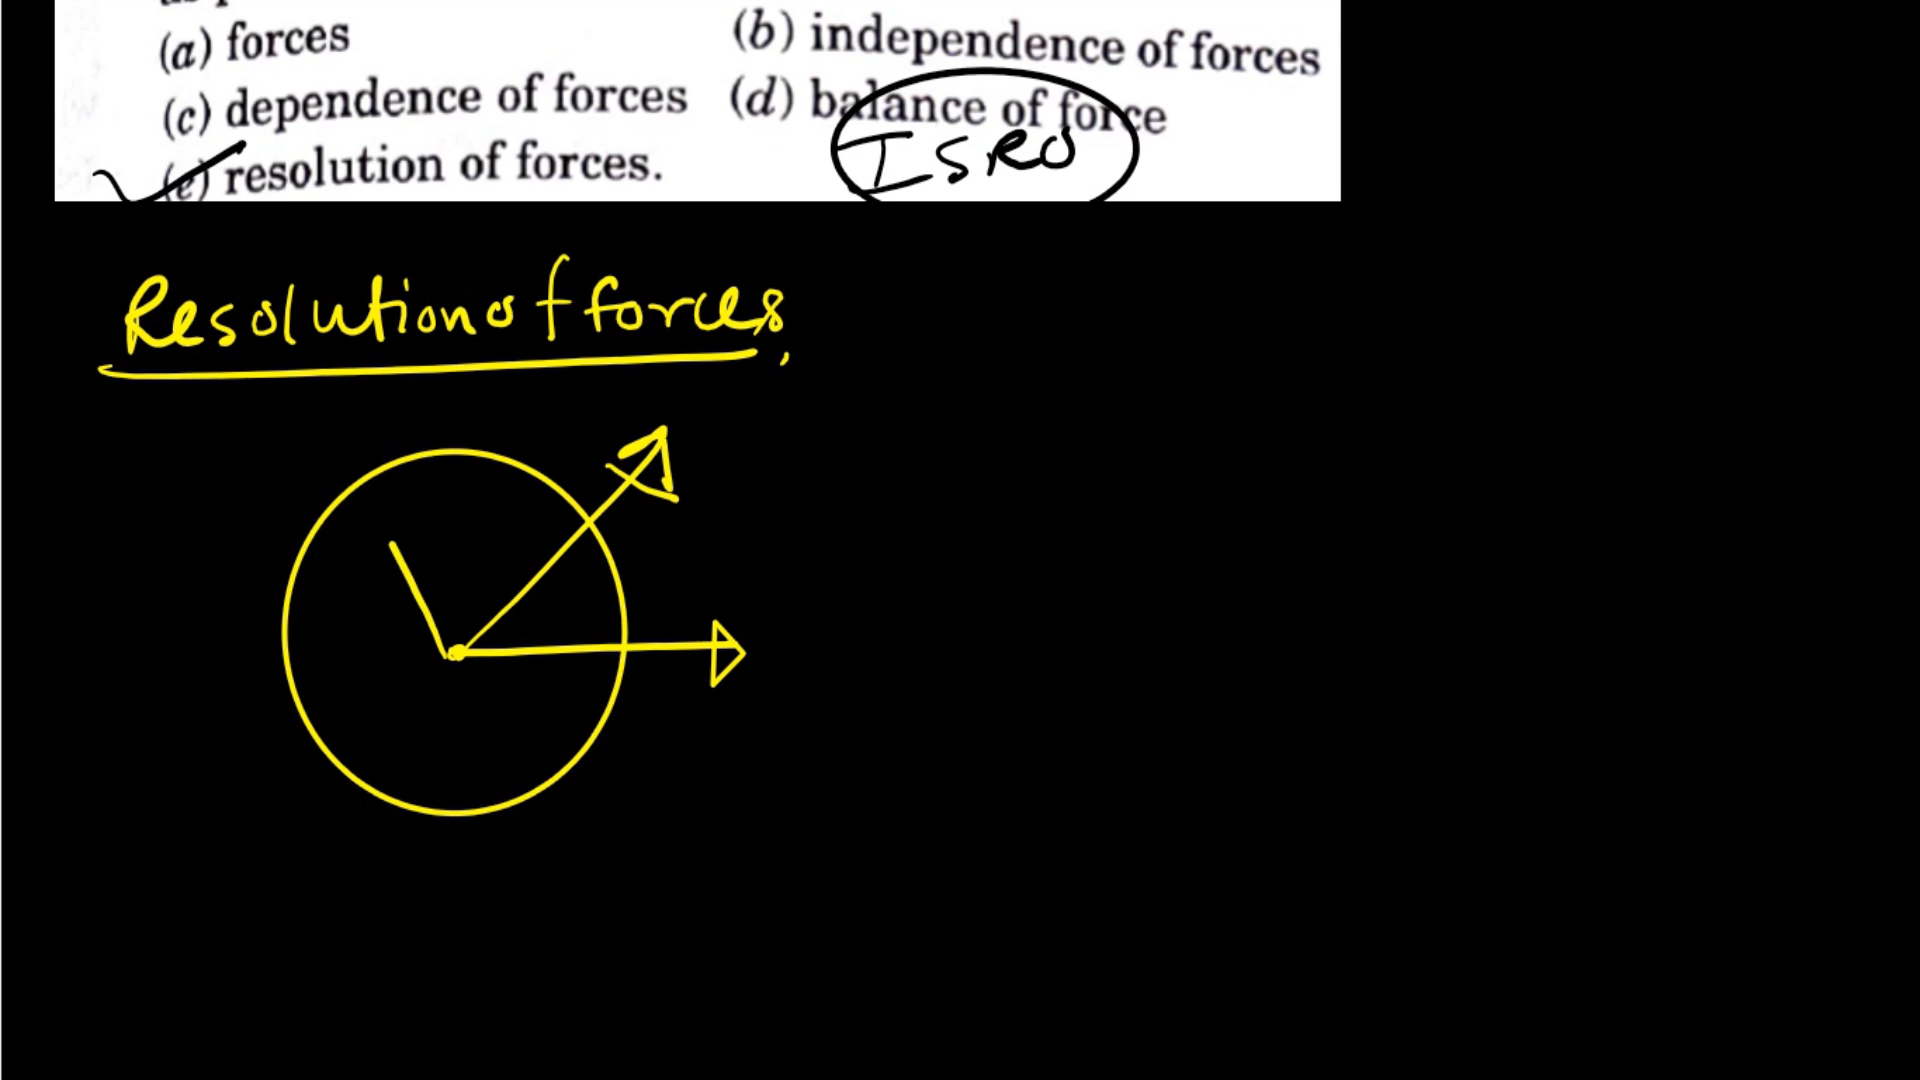 (a) forces (b) independence of forces
(c) dependence of forces (d) balance of force
(e) resolution of forces.
ISRO
Resolution of forces,